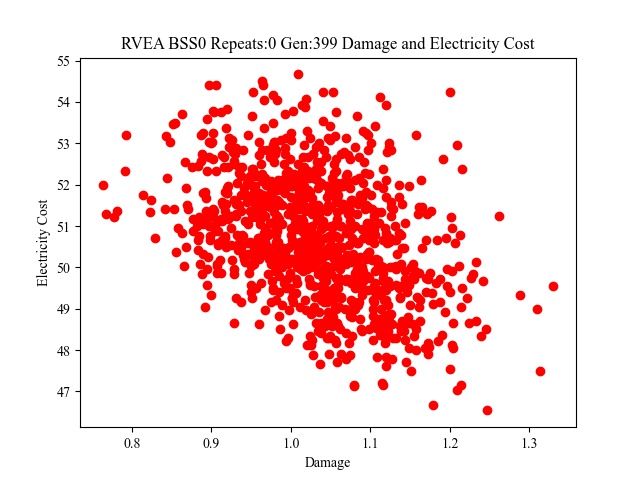 RVEA BSS0 Repeats:0 Gen:399 Damage and Electricity Cost
55
54
53
52
51
50
49
48
47
Electricity Cost
0.8 0.9 1.0 1.1 1.2 1.3
Damage